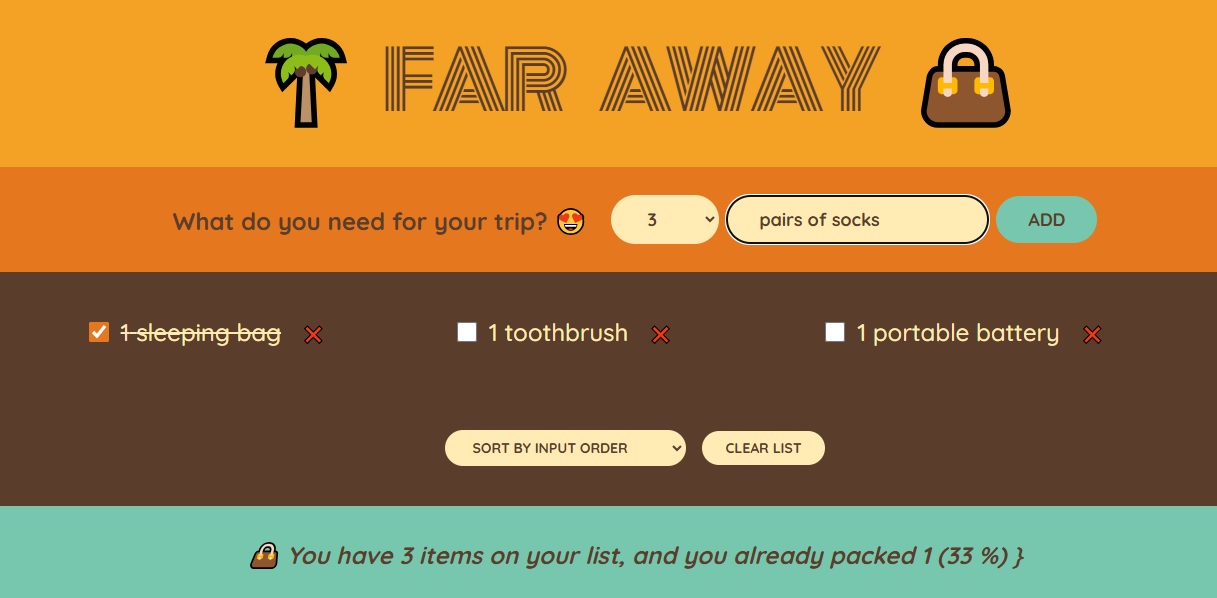 FAR AWAY
What do you need for your trip? 😍 3 pairs of socks ADD
1 sleeping bag ❌ 1 toothbrush ❌ 1 portable battery ❌
SORT BY INPUT ORDER CLEAR LIST
You have 3 items on your list, and you already packed 1 (33 %) }